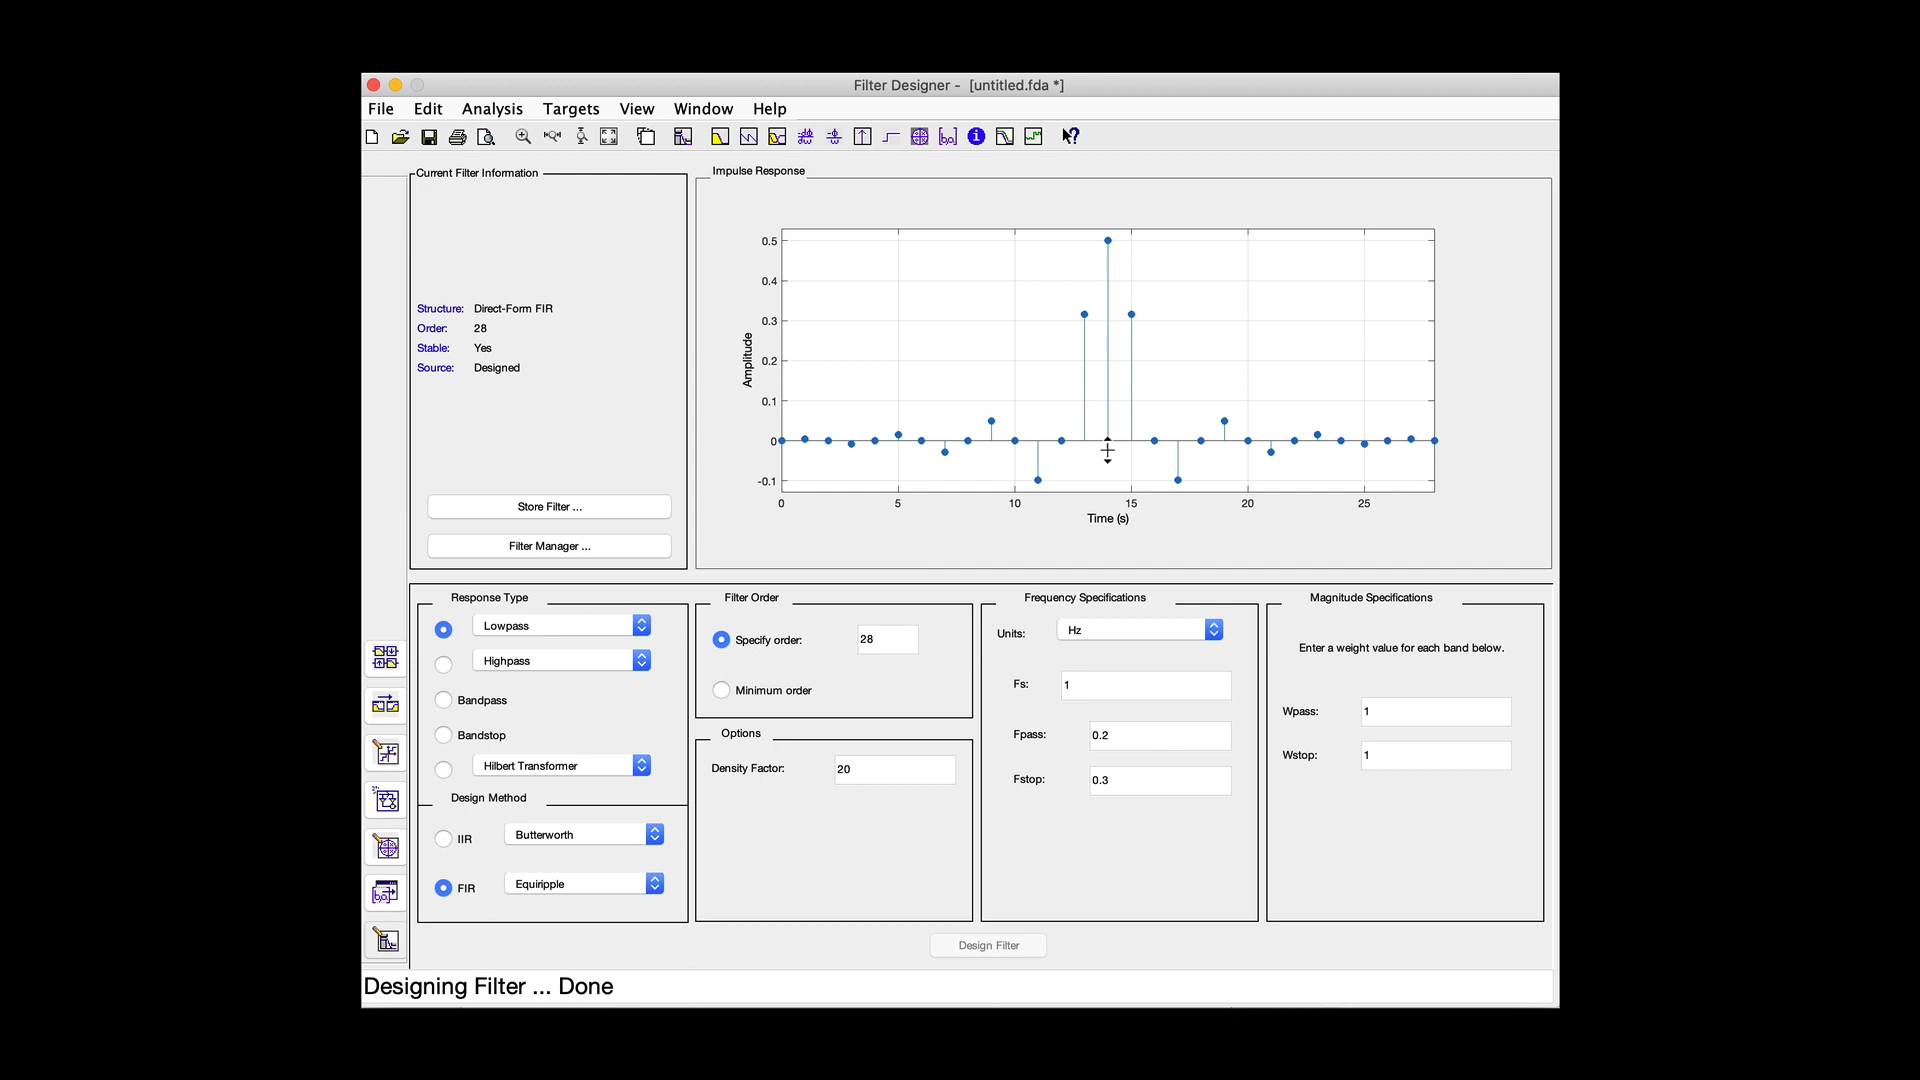 Filter Designer - [untitled.fda *]
File Edit Analysis Targets View Window Help
Current Filter Information
Structure: Direct-Form FIR
Order: 28
Stable: Yes
Source: Designed
Store Filter ...
Filter Manager ...
Impulse Response
Amplitude
0.5
0.4
0.3
0.2
0.1
0
-0.1
0 5 10 15 20 25
Time (s)
Response Type
Lowpass
Highpass
Bandpass
Bandstop
Hilbert Transformer
Design Method
IIR Butterworth
FIR Equiripple
Filter Order
Specify order: 28
Minimum order
Options
Density Factor: 20
Frequency Specifications
Units: Hz
Fs: 1
Fpass: 0.2
Fstop: 0.3
Magnitude Specifications
Enter a weight value for each band below.
Wpass: 1
Wstop: 1
Design Filter
Designing Filter ... Done